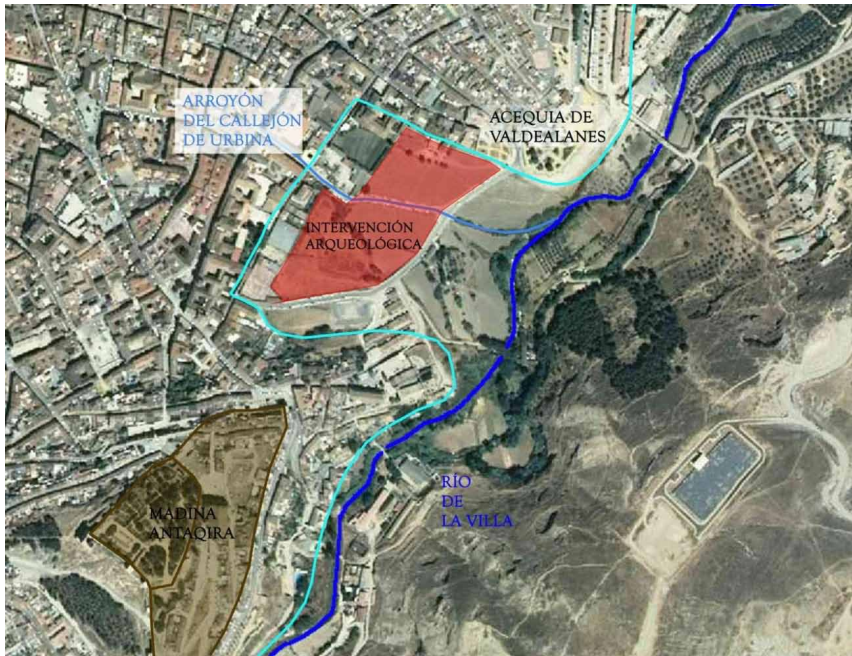 ARROYÓN
DEL CALLEJÓN
DE URBINA
ACEQUIA DE
VALDEALANES
INTERVENCIÓN
ARQUEOLÓGICA
MADINA
ANTAQIRA
RÍO
DE
LA VILLA